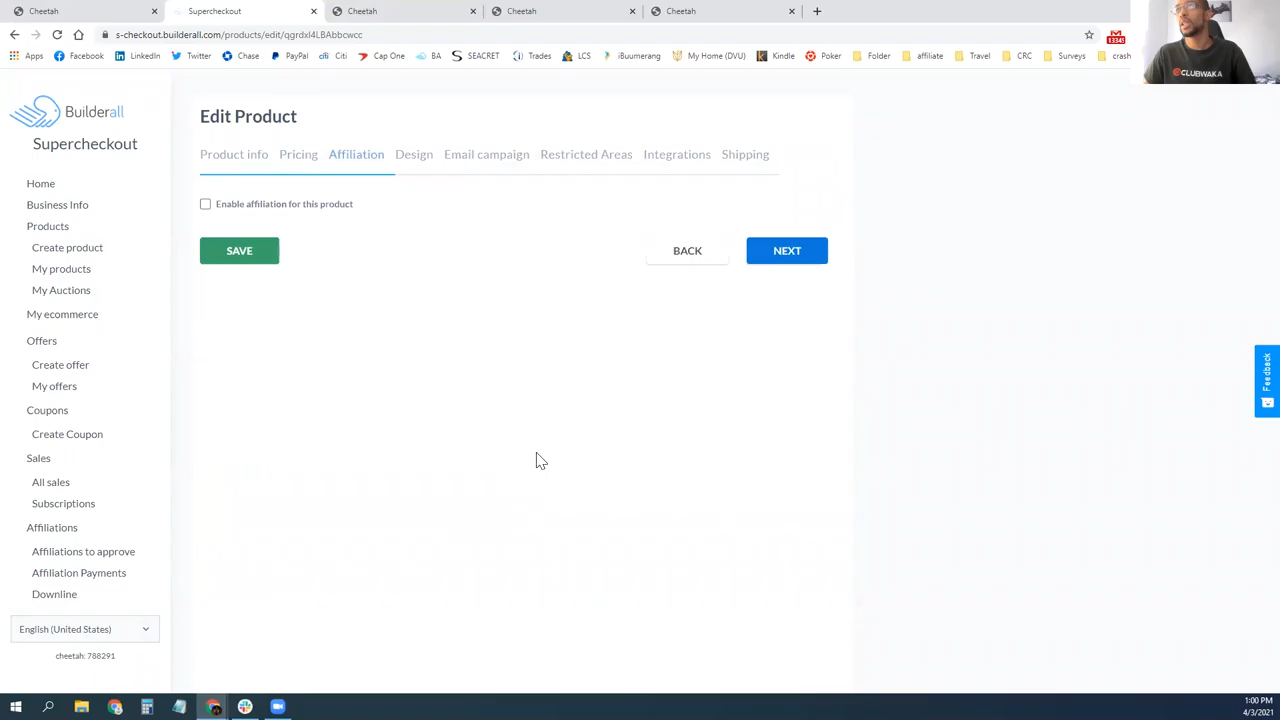 Cheetah
Supercheckout
Cheetah
Cheetah
Cheetah
s-checkout.builderall.com/products/edit/qgrdxl4L8Abbcwcc
13345
Apps
Facebook
LinkedIn
Twitter
Chase
PayPal
Citi
Cap One
BA
SEACRET
Trades
LCS
iBuumerang
My Home (DVU)
Kindle
Poker
Folder
affiliate
Travel
CRC
Surveys
crash
CLUBWAKA
Builderall
Supercheckout
Home
Business Info
Products
Create product
My products
My Auctions
My ecommerce
Offers
Create offer
My offers
Coupons
Create Coupon
Sales
All sales
Subscriptions
Affiliations
Affiliations to approve
Affiliation Payments
Downline
English (United States)
cheetah: 788291
Edit Product
Product info
Pricing
Affiliation
Design
Email campaign
Restricted Areas
Integrations
Shipping
Enable affiliation for this product
SAVE
BACK
NEXT
Feedback
1:00 PM
4/3/2021